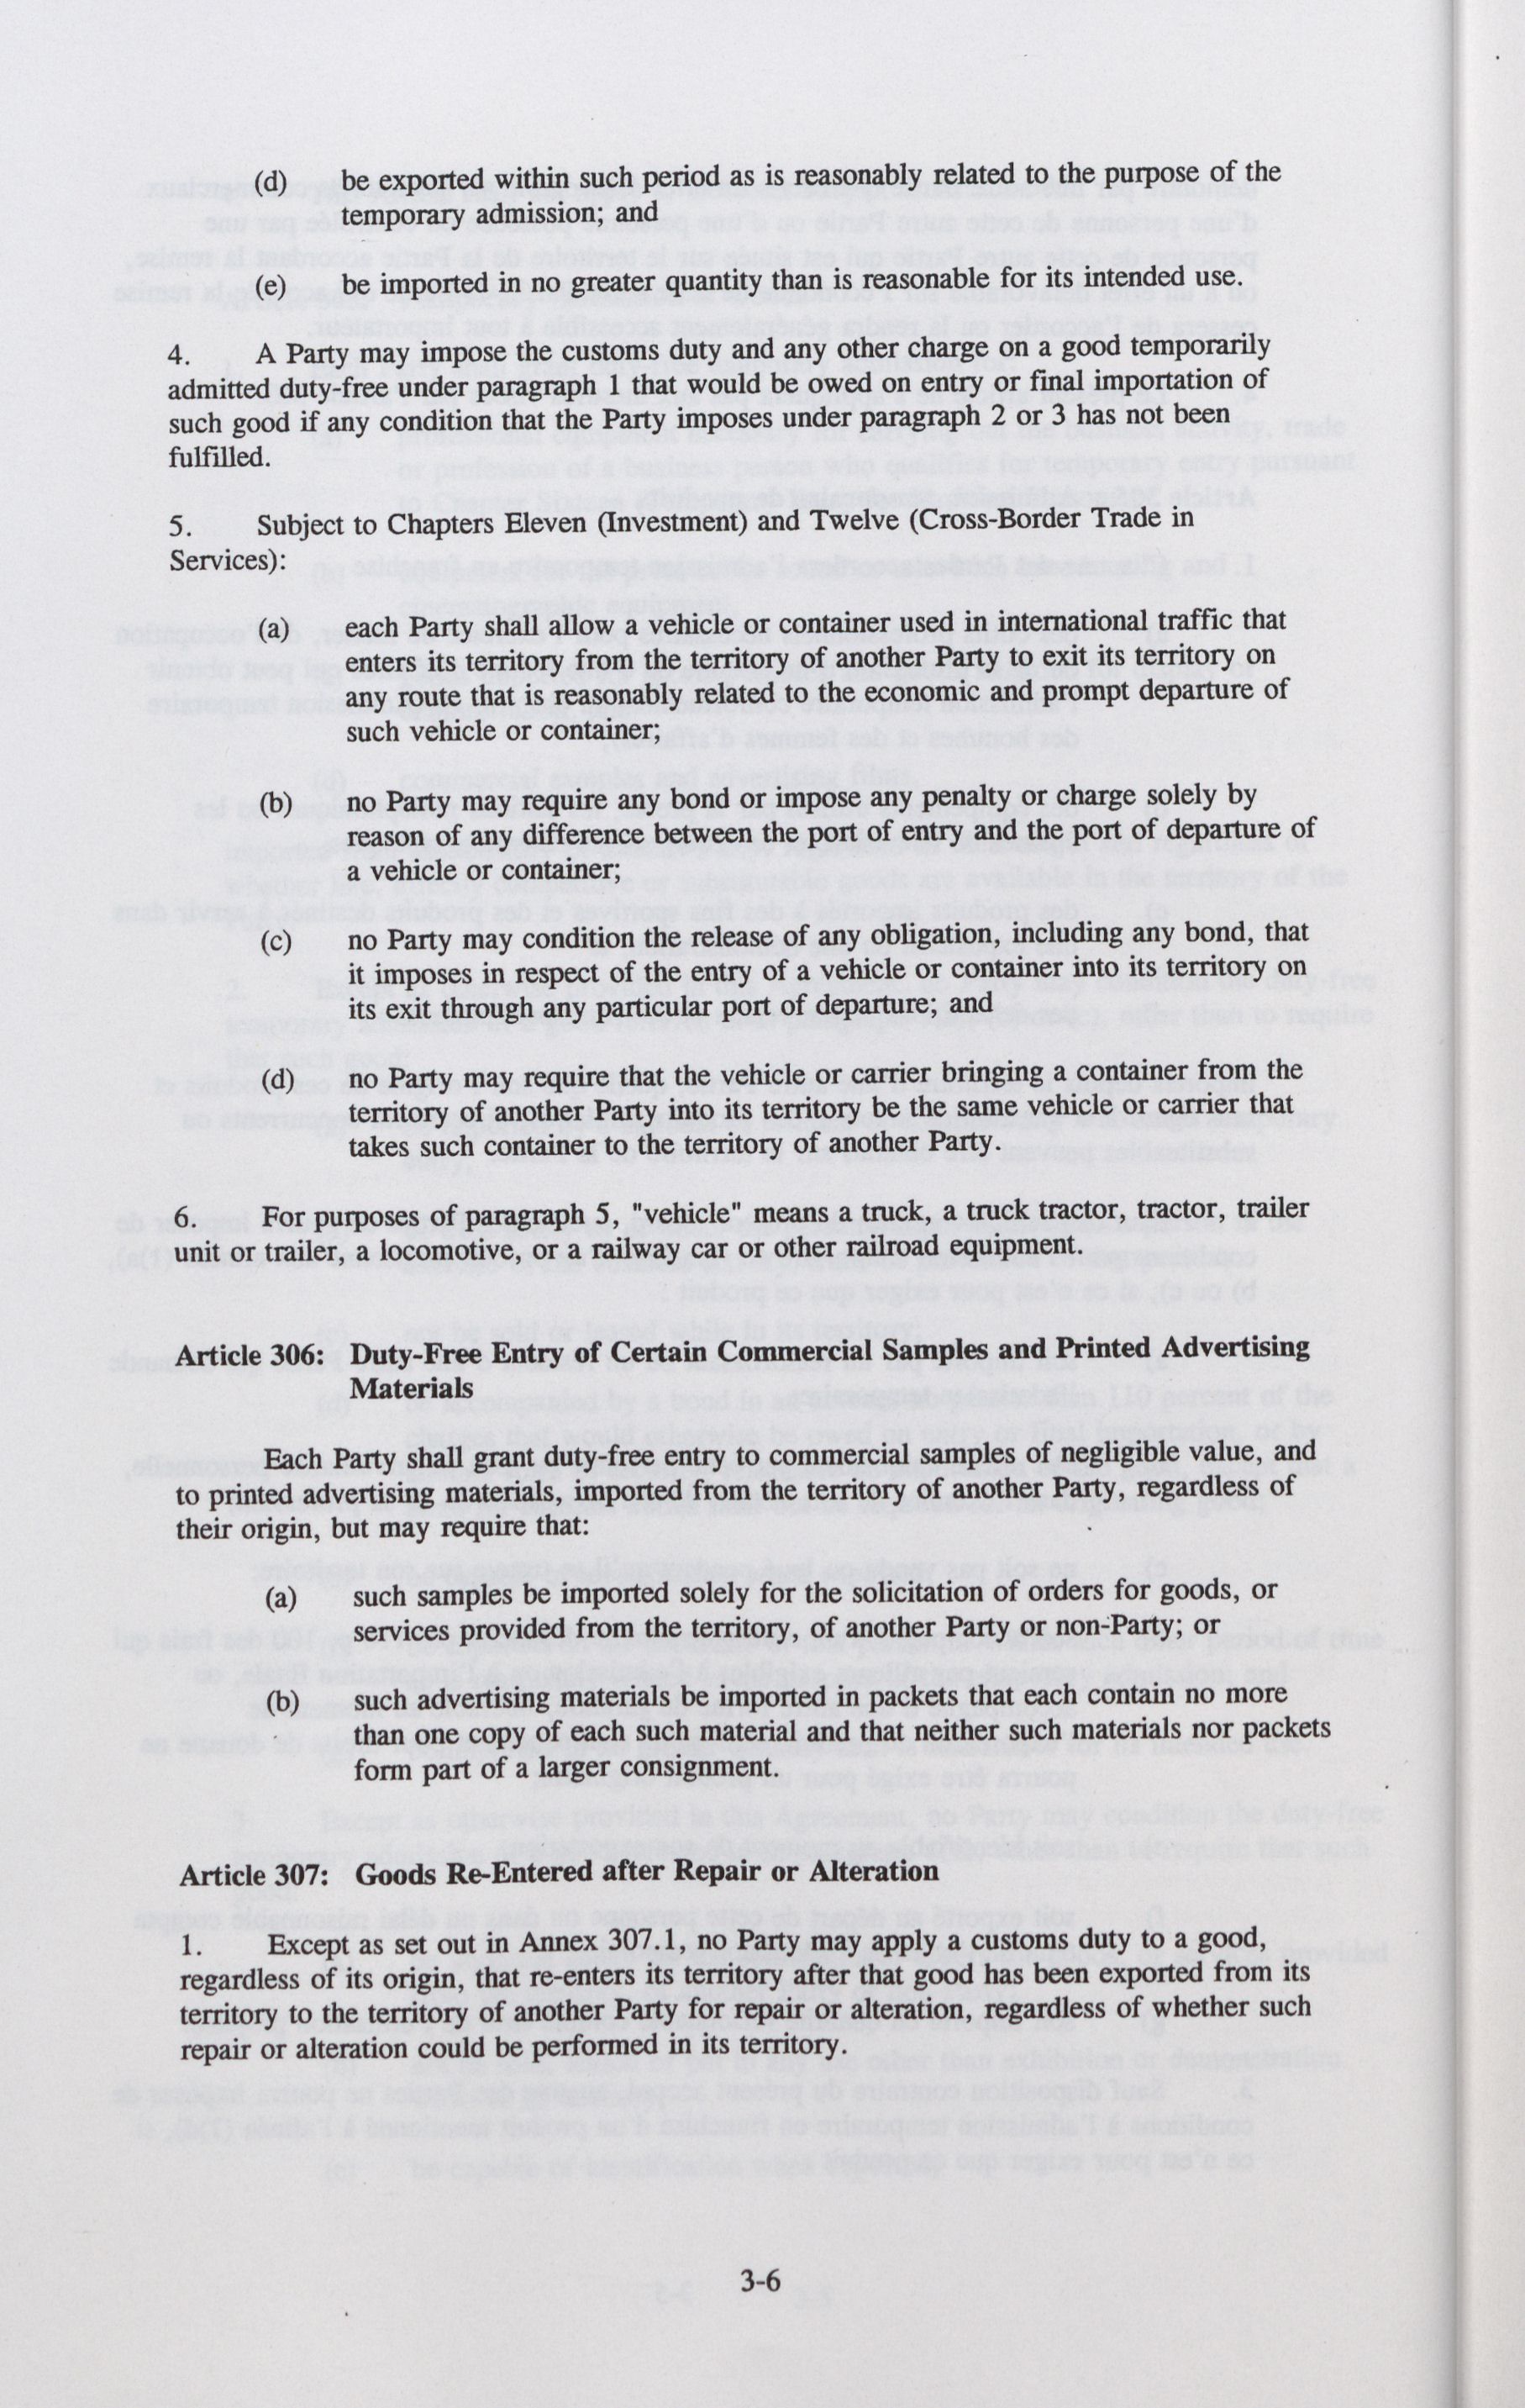 (d) be exported within such period as is reasonably related to the purpose of the
temporary admission; and
(e) be imported in no greater quantity than is reasonable for its intended use.
4. A Party may impose the customs duty and any other charge on a good temporarily
admitted duty-free under paragraph 1 that would be owed on entry or final importation of
such good if any condition that the Party imposes under paragraph 2 or 3 has not been
fulfilled.
5. Subject to Chapters Eleven (Investment) and Twelve (Cross-Border Trade in
Services):
(a) each Party shall allow a vehicle or container used in international traffic that
enters its territory from the territory of another Party to exit its territory on
any route that is reasonably related to the economic and prompt departure of
such vehicle or container;
(b) no Party may require any bond or impose any penalty or charge solely by
reason of any difference between the port of entry and the port of departure of
a vehicle or container;
(c) no Party may condition the release of any obligation, including any bond, that
it imposes in respect of the entry of a vehicle or container into its territory on
its exit through any particular port of departure; and
(d) no Party may require that the vehicle or carrier bringing a container from the
territory of another Party into its territory be the same vehicle or carrier that
takes such container to the territory of another Party.
6. For purposes of paragraph 5, "vehicle" means a truck, a truck tractor, tractor, trailer
unit or trailer, a locomotive, or a railway car or other railroad equipment.
Article 306: Duty-Free Entry of Certain Commercial Samples and Printed Advertising
Materials
Each Party shall grant duty-free entry to commercial samples of negligible value, and
to printed advertising materials, imported from the territory of another Party, regardless of
their origin, but may require that:
(a) such samples be imported solely for the solicitation of orders for goods, or
services provided from the territory, of another Party or non-Party; or
(b) such advertising materials be imported in packets that each contain no more
than one copy of each such material and that neither such materials nor packets
form part of a larger consignment.
Article 307: Goods Re-Entered after Repair or Alteration
1. Except as set out in Annex 307.1, no Party may apply a customs duty to a good,
regardless of its origin, that re-enters its territory after that good has been exported from its
territory to the territory of another Party for repair or alteration, regardless of whether such
repair or alteration could be performed in its territory.
3-6